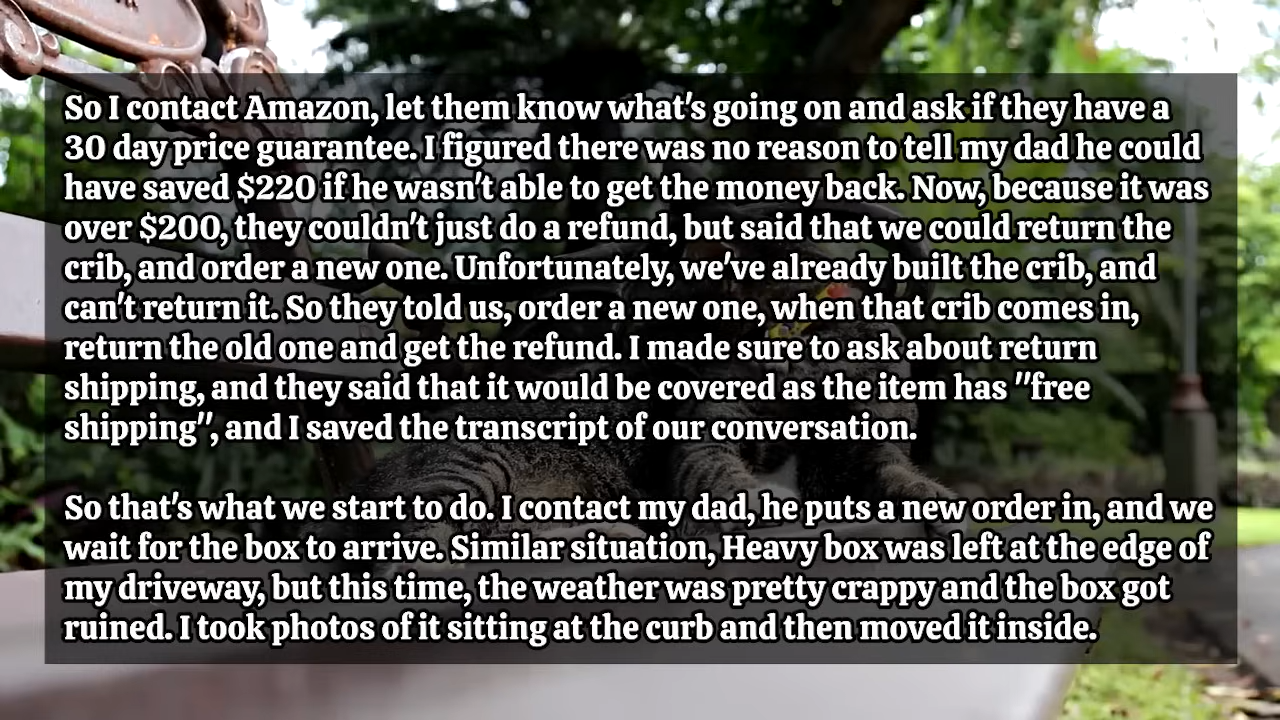 So I contact Amazon, let them know what's going on and ask if they have a
30 day price guarantee. I figured there was no reason to tell my dad he could
have saved $220 if he wasn't able to get the money back. Now, because it was
over $200, they couldn't just do a refund, but said that we could return the
crib, and order a new one. Unfortunately, we've already built the crib, and
can't return it. So they told us, order a new one, when that crib comes in,
return the old one and get the refund. I made sure to ask about return
shipping, and they said that it would be covered as the item has "free
shipping", and I saved the transcript of our conversation.
So that's what we start to do. I contact my dad, he puts a new order in, and we
wait for the box to arrive. Similar situation, Heavy box was left at the edge of
my driveway, but this time, the weather was pretty crappy and the box got
ruined. I took photos of it sitting at the curb and then moved it inside.